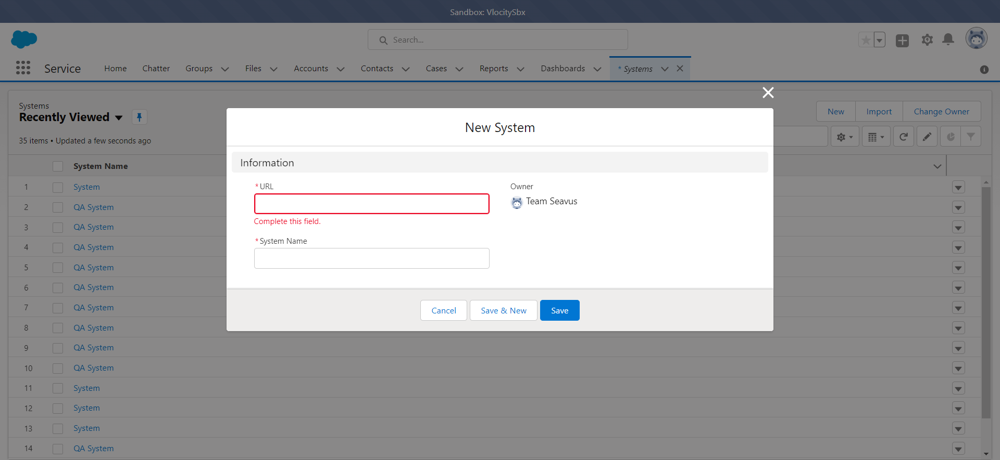 Sandbox: VlocitySbx
Search...
Service Home Chatter Groups Files Accounts Contacts Cases Reports Dashboards * Systems
Systems
Recently Viewed
35 items • Updated a few seconds ago
New Import Change Owner
System Name
1 System
2 QA System
3 QA System
4 QA System
5 QA System
6 QA System
7 QA System
8 QA System
9 QA System
10 QA System
11 System
12 System
13 System
14 QA System
New System
Information
*URL
Complete this field.
*System Name
Owner
Team Seavus
Cancel Save & New Save